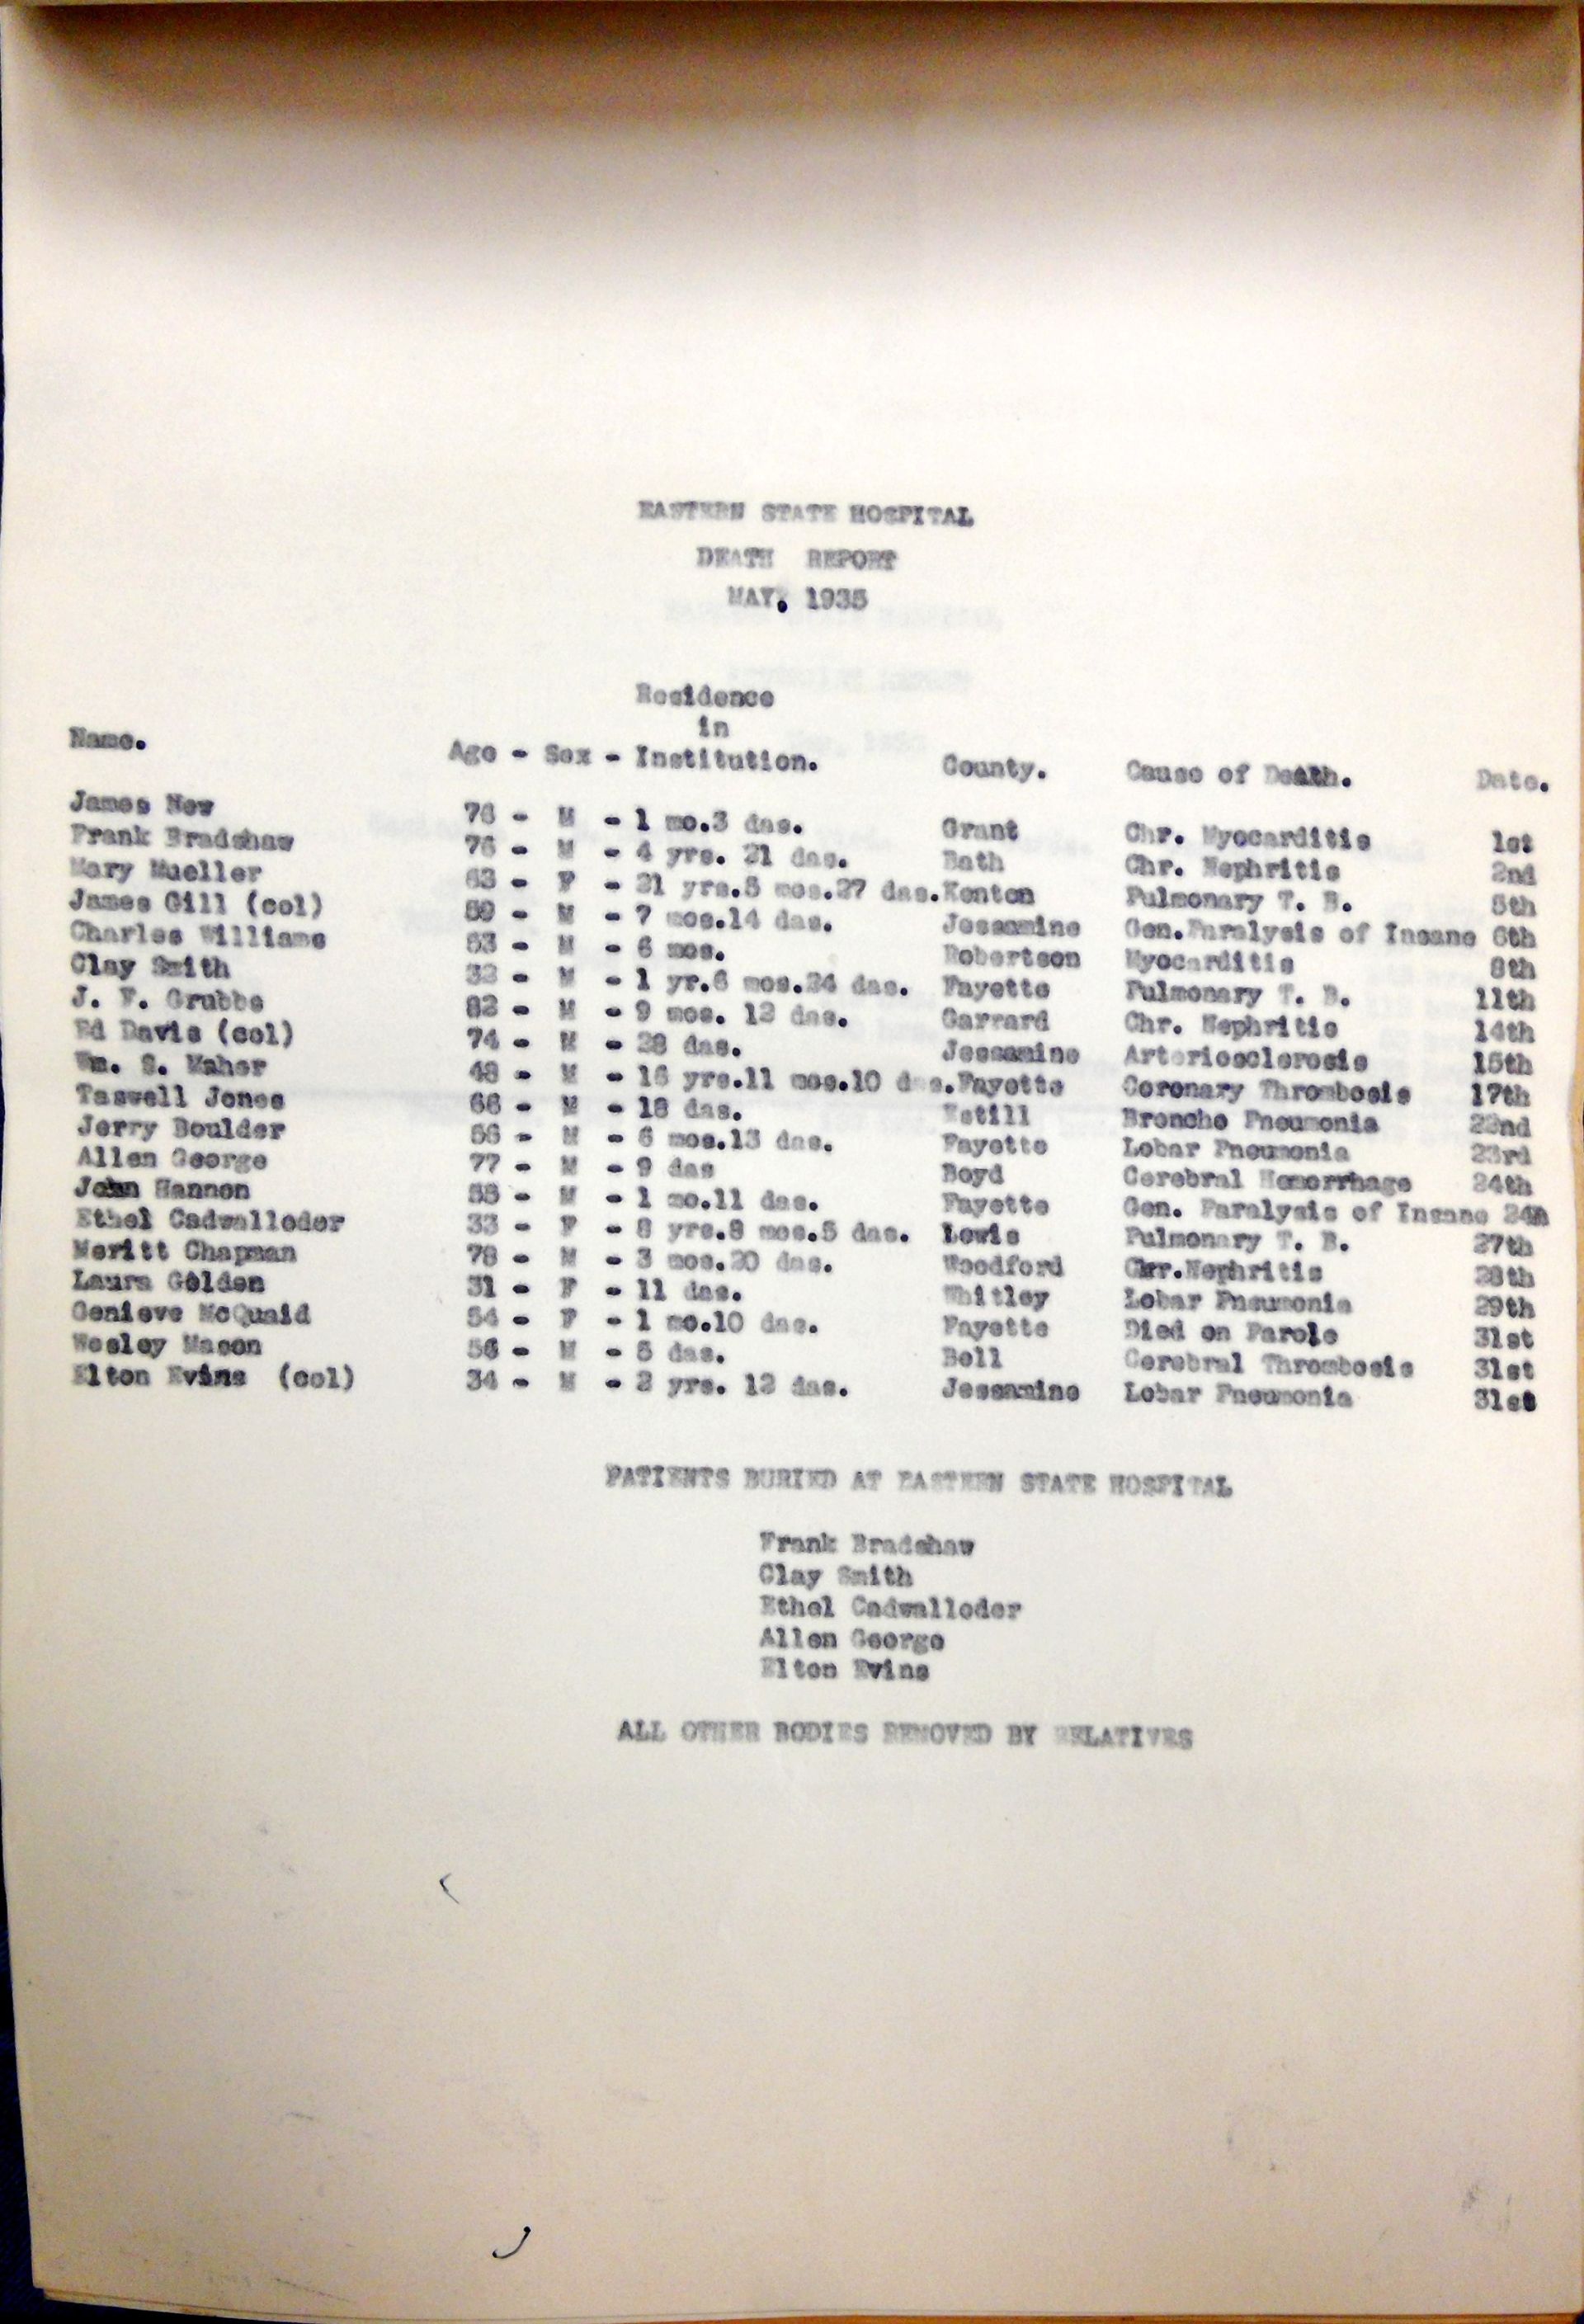 EASTERN STATE HOSPITAL
DEATH REPORT
MAY, 1935
Residence
in
Name. Age - Sex - Institution. County. Cause of Death. Date.
James New 76 - M - 1 mo.3 das. Grant Chr. Myocarditis 1st
Frank Bradshaw 76 - M - 4 yrs. 21 das. Bath Chr. Nephritis 2nd
Mary Mueller 63 - F - 21 yrs.5 mos.27 das. Kenton Pulmonary T. B. 5th
James Gill (col) 59 - M - 7 mos.14 das. Jessamine Gen.Paralysis of Insane 6th
Charles Williams 53 - M - 6 mos. Robertson Myocarditis 8th
Clay Smith 32 - M - 1 yr.6 mos.24 das. Fayette Pulmonary T. B. 11th
J. F. Grubbs 82 - M - 9 mos. 12 das. Garrard Chr. Nephritis 14th
Ed Davis (col) 74 - M - 28 das. Jessamine Arteriosclerosis 15th
Wm. S. Maher 48 - M - 16 yrs.11 mos.10 das.Fayette Coronary Thrombosis 17th
Taswell Jones 66 - M - 18 das. Estill Broncho Pneumonia 22nd
Jerry Boulder 56 - M - 6 mos.13 das. Fayette Lobar Pneumonia 23rd
Allen George 77 - M - 9 das Boyd Cerebral Hemorrhage 24th
John Hannon 55 - M - 1 mo.11 das. Fayette Gen. Paralysis of Insane 24h
Ethel Cadwalleder 33 - F - 8 yrs.8 mos.5 das. Lewis Pulmonary T. B. 27th
Meritt Chapman 78 - M - 3 mos.20 das. Woodford Chr.Nephritis 28th
Laura Golden 31 - F - 11 das. Whitley Lobar Pneumonia 29th
Genieve McQuaid 54 - F - 1 mo.10 das. Fayette Died on Parole 31st
Wesley Mason 56 - M - 5 das. Bell Cerebral Thrombosis 31st
Elton Evins (col) 34 - M - 2 yrs. 12 das. Jessamine Lobar Pneumonia 31st
PATIENTS BURIED AT EASTERN STATE HOSPITAL
Frank Bradshaw
Clay Smith
Ethel Cadwalleder
Allen George
Elton Evins
ALL OTHER BODIES REMOVED BY RELATIVES